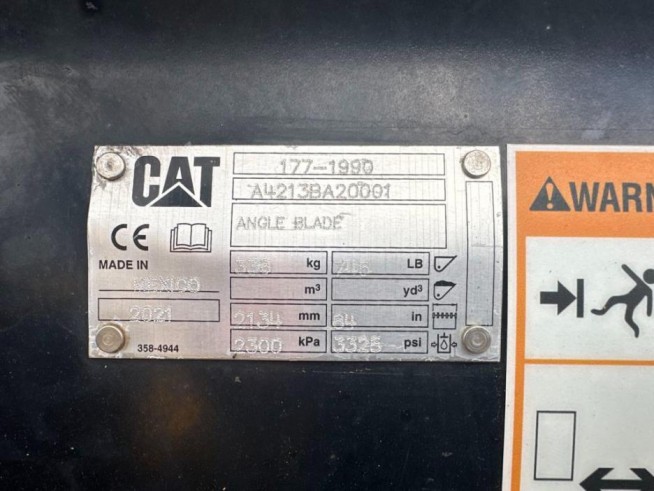 CAT
177-1990
A4213BA20001
ANGLE BLADE
CE
MADE IN
MEXICO
2021
358-4944
kg LB
m³ yd³
2134 mm 84 in
2300 kPa 3325 psi
WARN